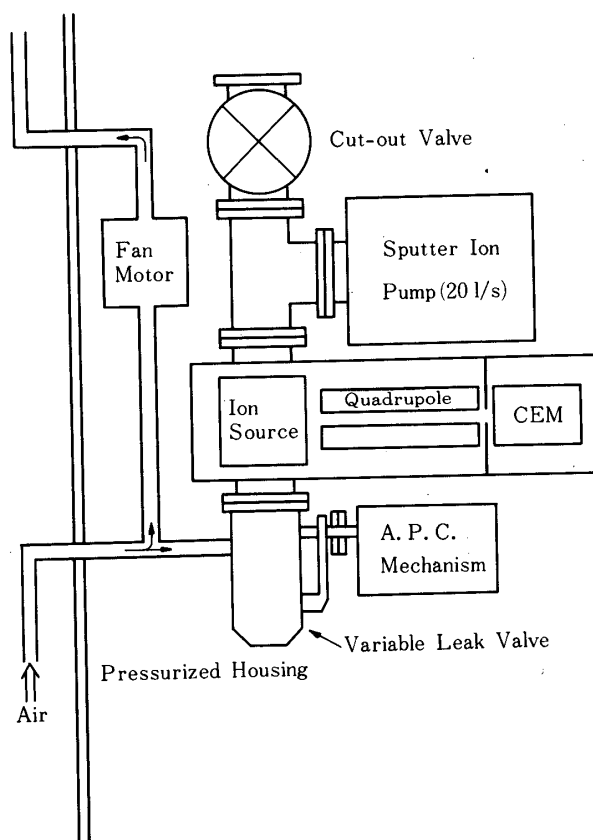 Cut-out Valve
Fan
Motor
Sputter Ion
Pump (20 l/s)
Ion
Source
Quadrupole
CEM
A. P. C.
Mechanism
Variable Leak Valve
Pressurized Housing
Air